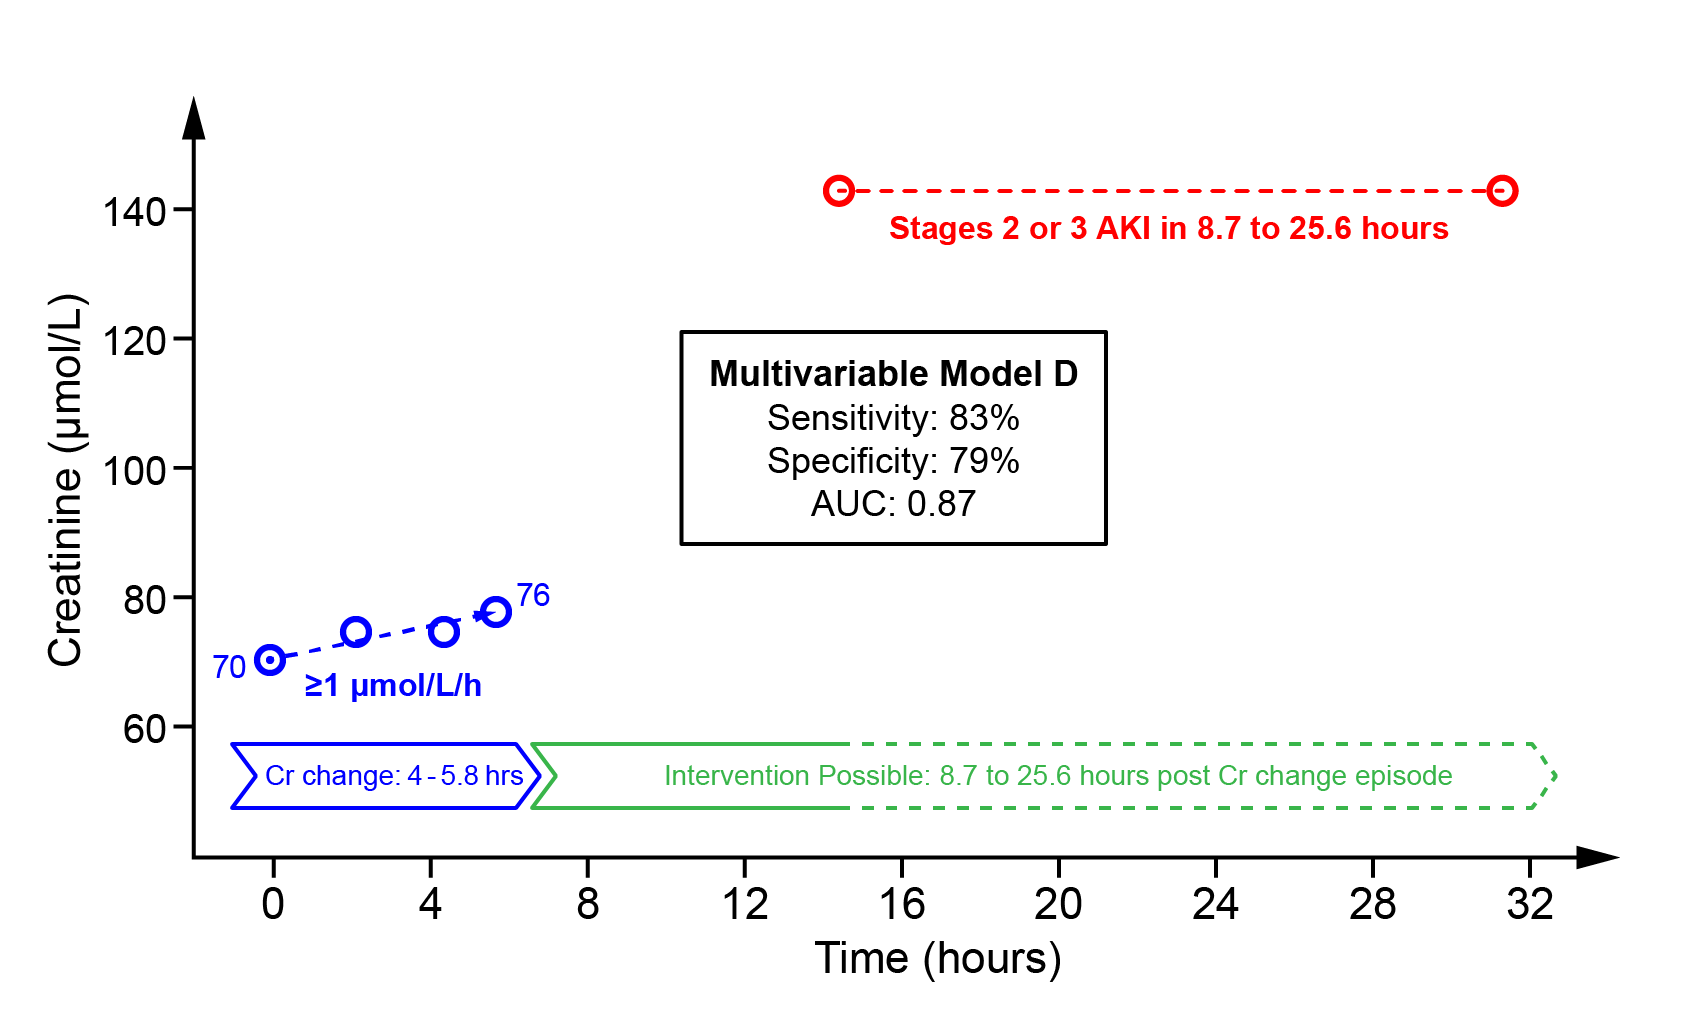 Creatinine (µmol/L)
140
120
100
80
60
Stages 2 or 3 AKI in 8.7 to 25.6 hours
Multivariable Model D
Sensitivity: 83%
Specificity: 79%
AUC: 0.87
76
70
≥1 µmol/L/h
Cr change: 4 - 5.8 hrs
Intervention Possible: 8.7 to 25.6 hours post Cr change episode
0 4 8 12 16 20 24 28 32
Time (hours)